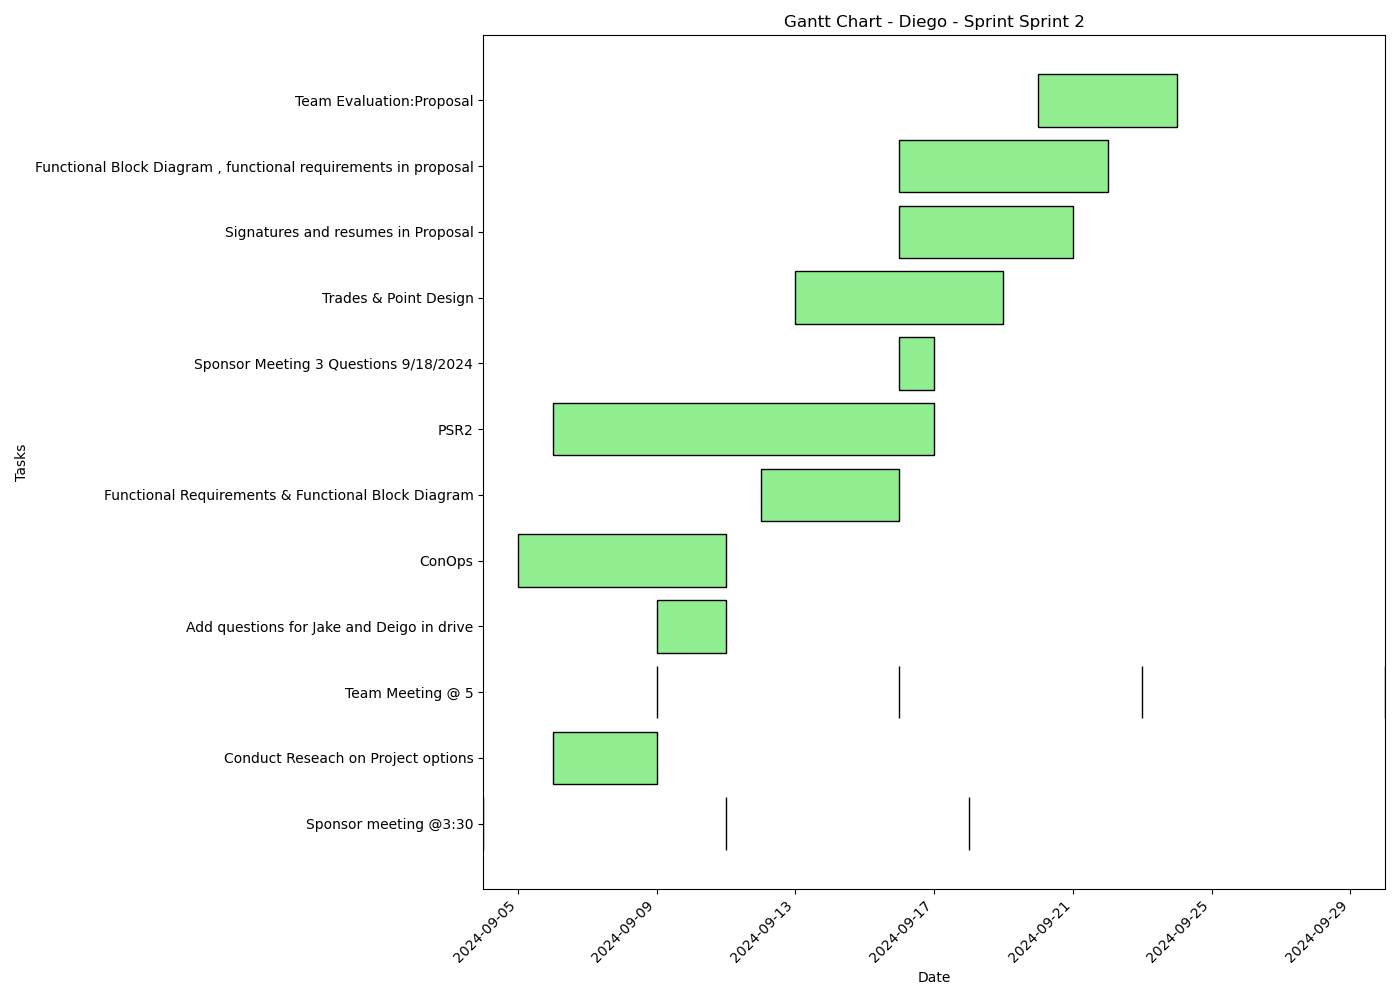 Gantt Chart - Diego - Sprint Sprint 2
Team Evaluation:Proposal
Functional Block Diagram , functional requirements in proposal
Signatures and resumes in Proposal
Trades & Point Design
Sponsor Meeting 3 Questions 9/18/2024
PSR2
Functional Requirements & Functional Block Diagram
ConOps
Add questions for Jake and Deigo in drive
Team Meeting @ 5
Conduct Reseach on Project options
Sponsor meeting @3:30
Tasks
2024-09-05
2024-09-09
2024-09-13
2024-09-17
2024-09-21
2024-09-25
2024-09-29
Date